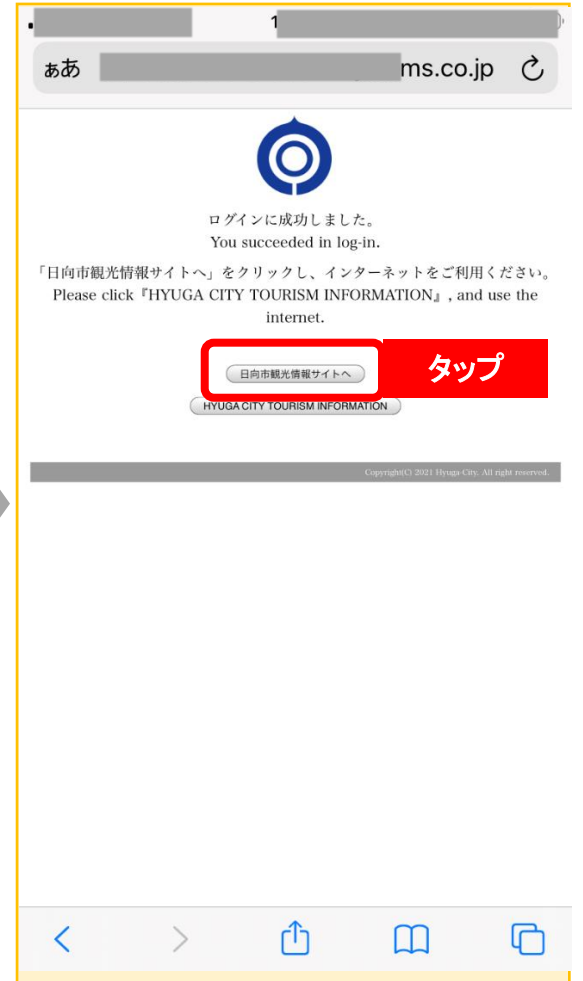 1
ぁあ
ms.co.jp
ログインに成功しました。
You succeeded in log-in.
「日向市観光情報サイトへ」をクリックし、インターネットをご利用ください。
Please click『HYUGA CITY TOURISM INFORMATION』, and use the
internet.
日向市観光情報サイトへ
タップ
HYUGA CITY TOURISM INFORMATION
Copyright(C) 2021 Hyuga-City. All right reserved.